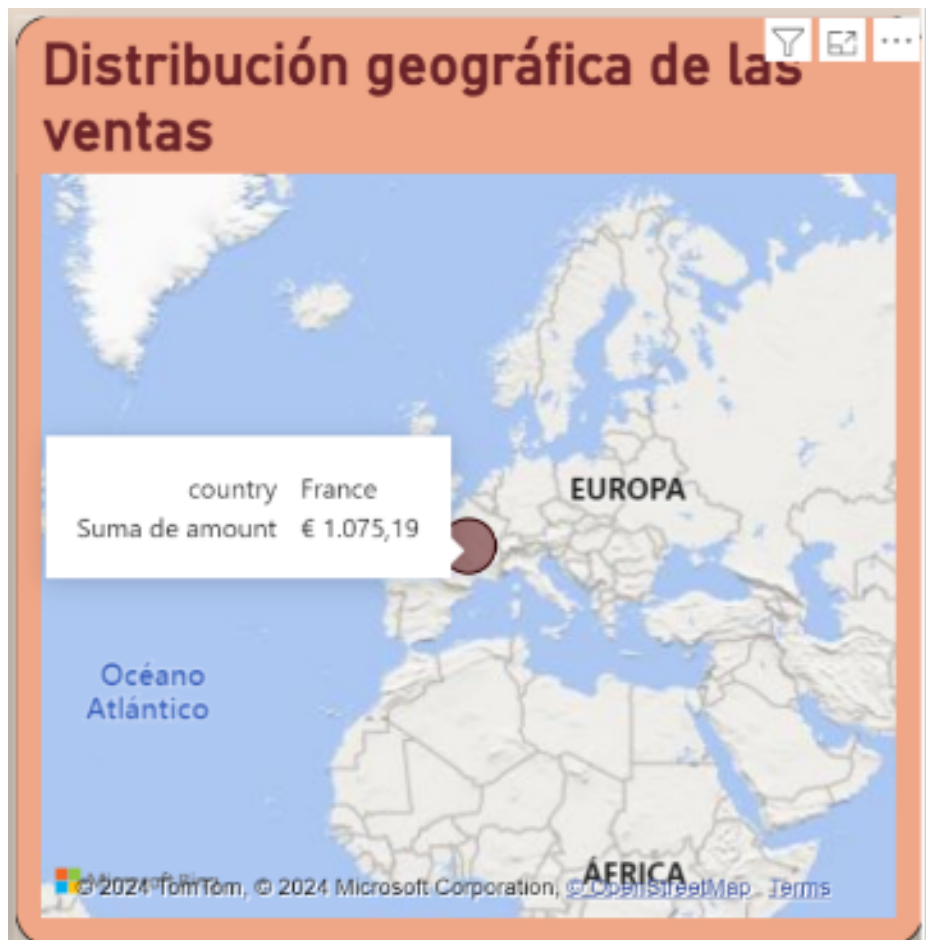 Distribución geográfica de las
ventas
EUROPA
country France
Suma de amount € 1.075,19
Océano
Atlántico
ÁFRICA
© 2024 TomTom, © 2024 Microsoft Corporation, © OpenStreetMap Terms